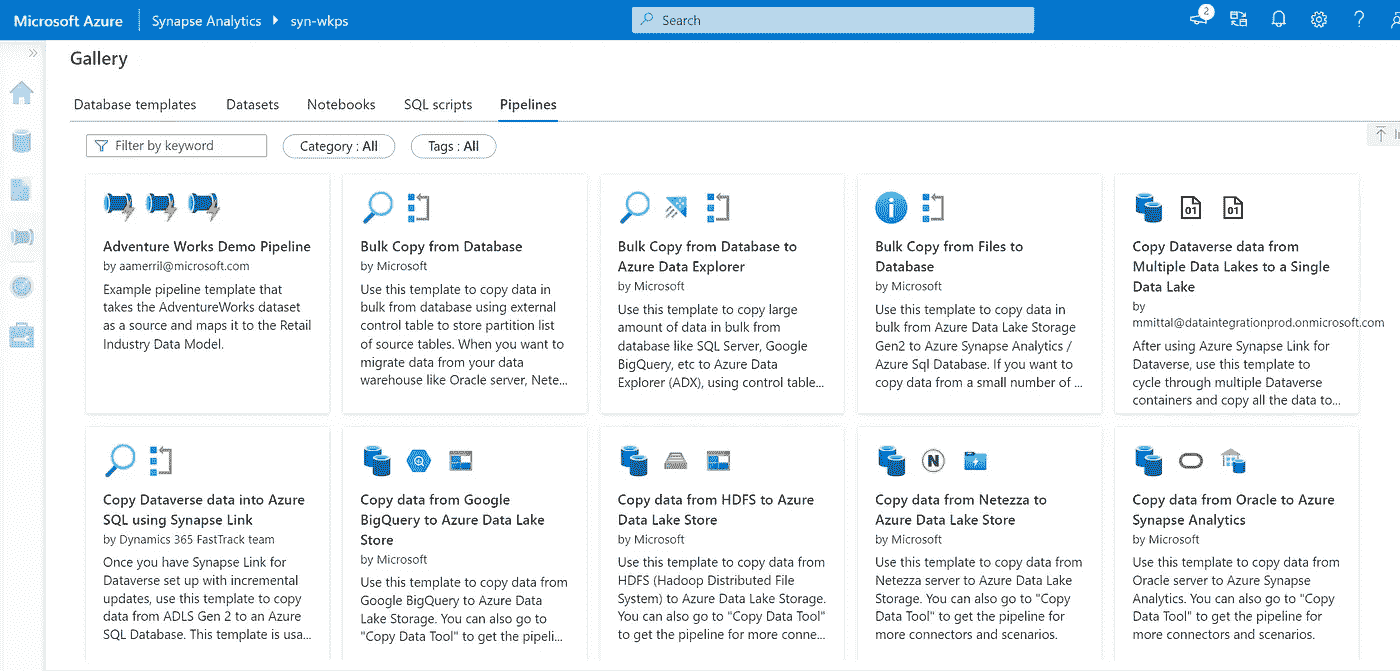 Microsoft Azure
Synapse Analytics
syn-wkps
Search
2
»
Gallery
Database templates
Datasets
Notebooks
SQL scripts
Pipelines
Filter by keyword
Category : All
Tags : All
Adventure Works Demo Pipeline
by aamerril@microsoft.com
Example pipeline template that
takes the AdventureWorks dataset
as a source and maps it to the Retail
Industry Data Model.
Bulk Copy from Database
by Microsoft
Use this template to copy data in
bulk from database using external
control table to store partition list
of source tables. When you want to
migrate data from your data
warehouse like Oracle server, Nete...
Bulk Copy from Database to
Azure Data Explorer
by Microsoft
Use this template to copy large
amount of data in bulk from
database like SQL Server, Google
BigQuery, etc to Azure Data
Explorer (ADX), using control table...
Bulk Copy from Files to
Database
by Microsoft
Use this template to copy data in
bulk from Azure Data Lake Storage
Gen2 to Azure Synapse Analytics /
Azure Sql Database. If you want to
copy data from a small number of ...
01
01
Copy Dataverse data from
Multiple Data Lakes to a Single
Data Lake
by
mmittal@dataintegrationprod.onmicrosoft.com
After using Azure Synapse Link for
Dataverse, use this template to
cycle through multiple Dataverse
containers and copy all the data to...
Copy Dataverse data into Azure
SQL using Synapse Link
by Dynamics 365 FastTrack team
Once you have Synapse Link for
Dataverse set up with incremental
updates, use this template to copy
data from ADLS Gen 2 to an Azure
SQL Database. This template is usa...
Copy data from Google
BigQuery to Azure Data Lake
Store
by Microsoft
Use this template to copy data from
Google BigQuery to Azure Data
Lake Storage. You can also go to
"Copy Data Tool" to get the pipeli...
Copy data from HDFS to Azure
Data Lake Store
by Microsoft
Use this template to copy data from
HDFS (Hadoop Distributed File
System) to Azure Data Lake Storage.
You can also go to "Copy Data Tool"
to get the pipeline for more conne...
N
Copy data from Netezza to
Azure Data Lake Store
by Microsoft
Use this template to copy data from
Netezza server to Azure Data Lake
Storage. You can also go to "Copy
Data Tool" to get the pipeline for
more connectors and scenarios.
Copy data from Oracle to Azure
Synapse Analytics
by Microsoft
Use this template to copy data from
Oracle server to Azure Synapse
Analytics. You can also go to "Copy
Data Tool" to get the pipeline for
more connectors and scenarios.